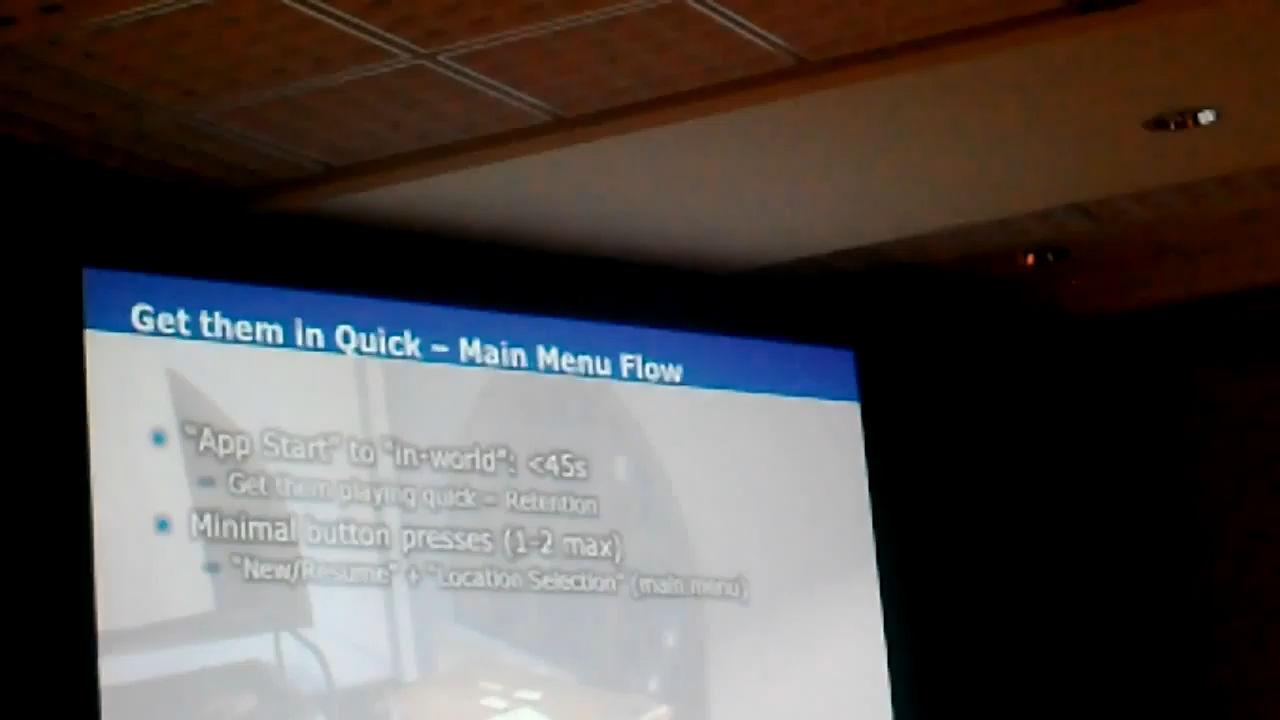 Get them in Quick – Main Menu Flow
"App Start" to "in-world": <45s
– Get them playing quick – Retention
Minimal button presses (1-2 max)
– "New/Resume" + "Location Selection" (main menu)